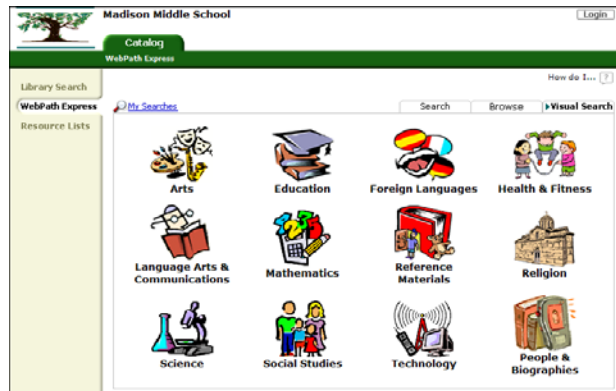 Madison Middle School
Login
Catalog
WebPath Express
How do I... ?
Library Search
WebPath Express
Resource Lists
My Searches
Search
Browse
Visual Search
Arts
Education
Foreign Languages
Health & Fitness
Language Arts &
Communications
Mathematics
Reference
Materials
Religion
Science
Social Studies
Technology
People &
Biographies